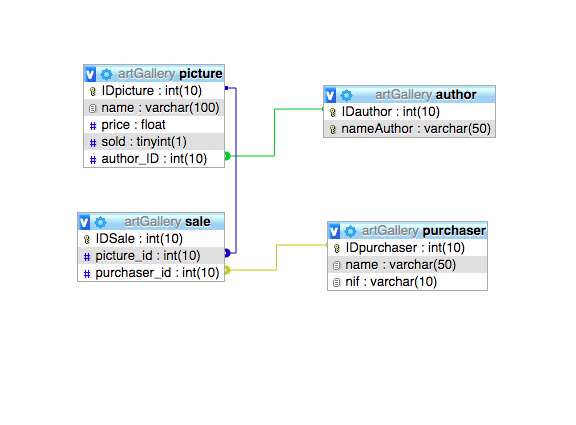 artGallery picture
IDpicture : int(10)
name : varchar(100)
# price : float
# sold : tinyint(1)
# author_ID : int(10)
artGallery author
IDauthor : int(10)
nameAuthor : varchar(50)
artGallery sale
IDSale : int(10)
# picture_id : int(10)
# purchaser_id : int(10)
artGallery purchaser
IDpurchaser : int(10)
name : varchar(50)
nif : varchar(10)